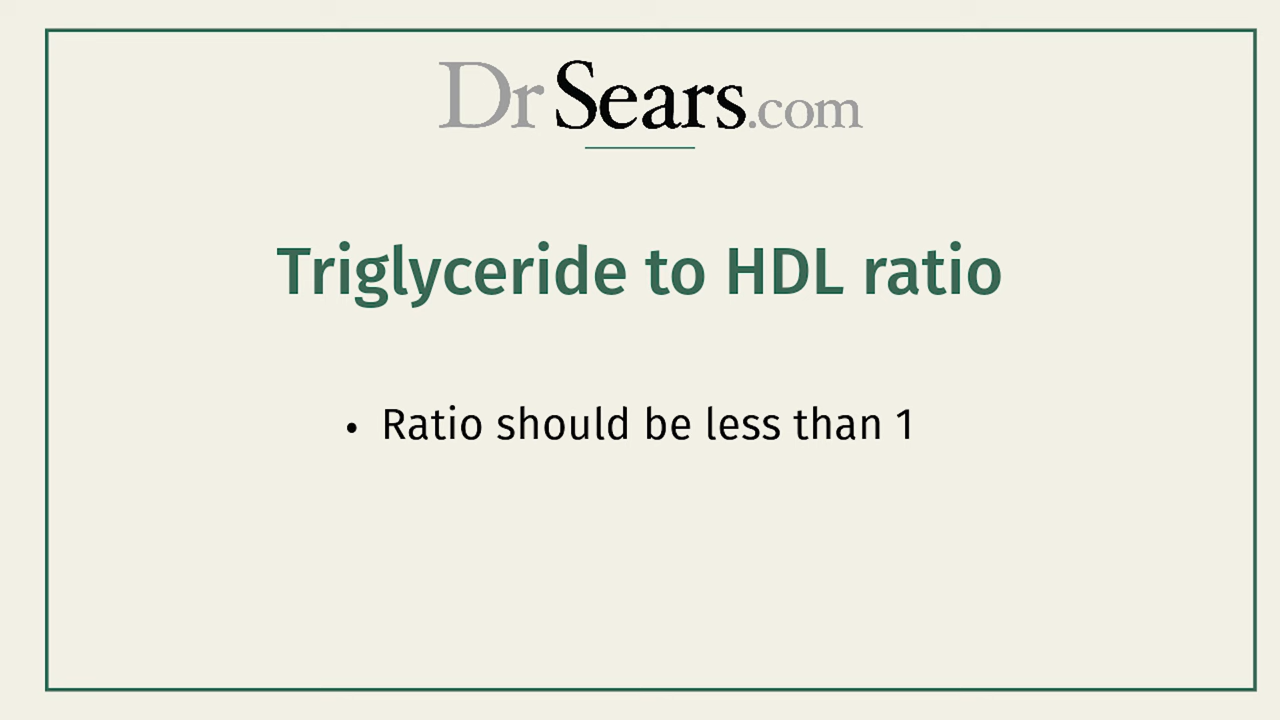 DrSears.com
Triglyceride to HDL ratio
• Ratio should be less than 1